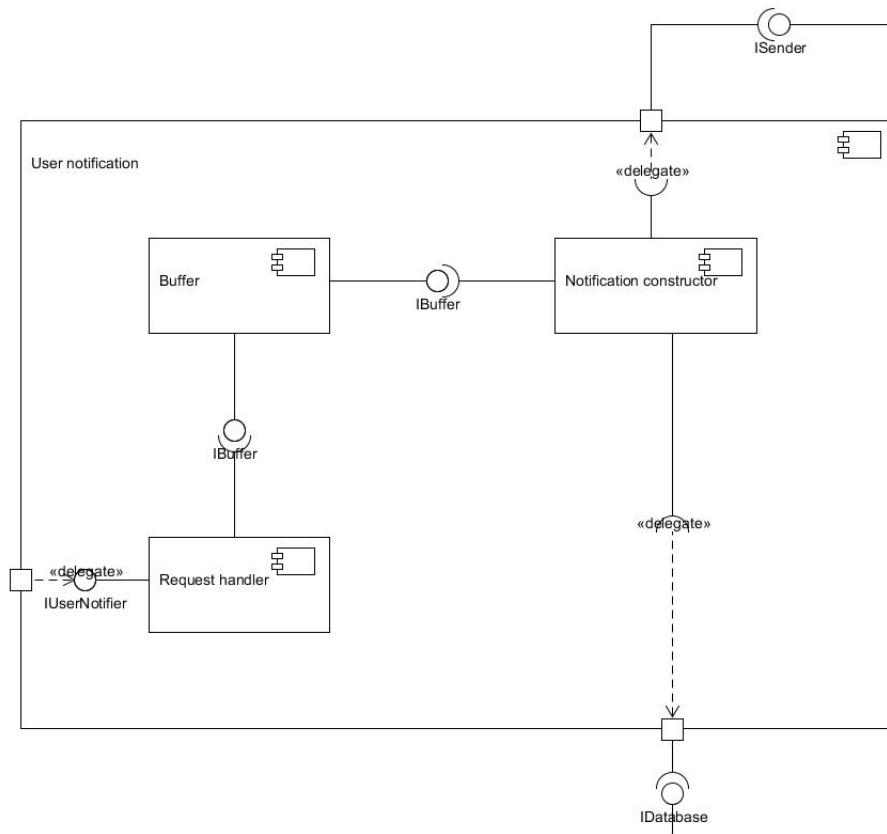 ISender
User notification
«delegate»
Buffer
IBuffer
Notification constructor
IBuffer
«delegate»
«delegate»
IUserNotifier
Request handler
IDatabase